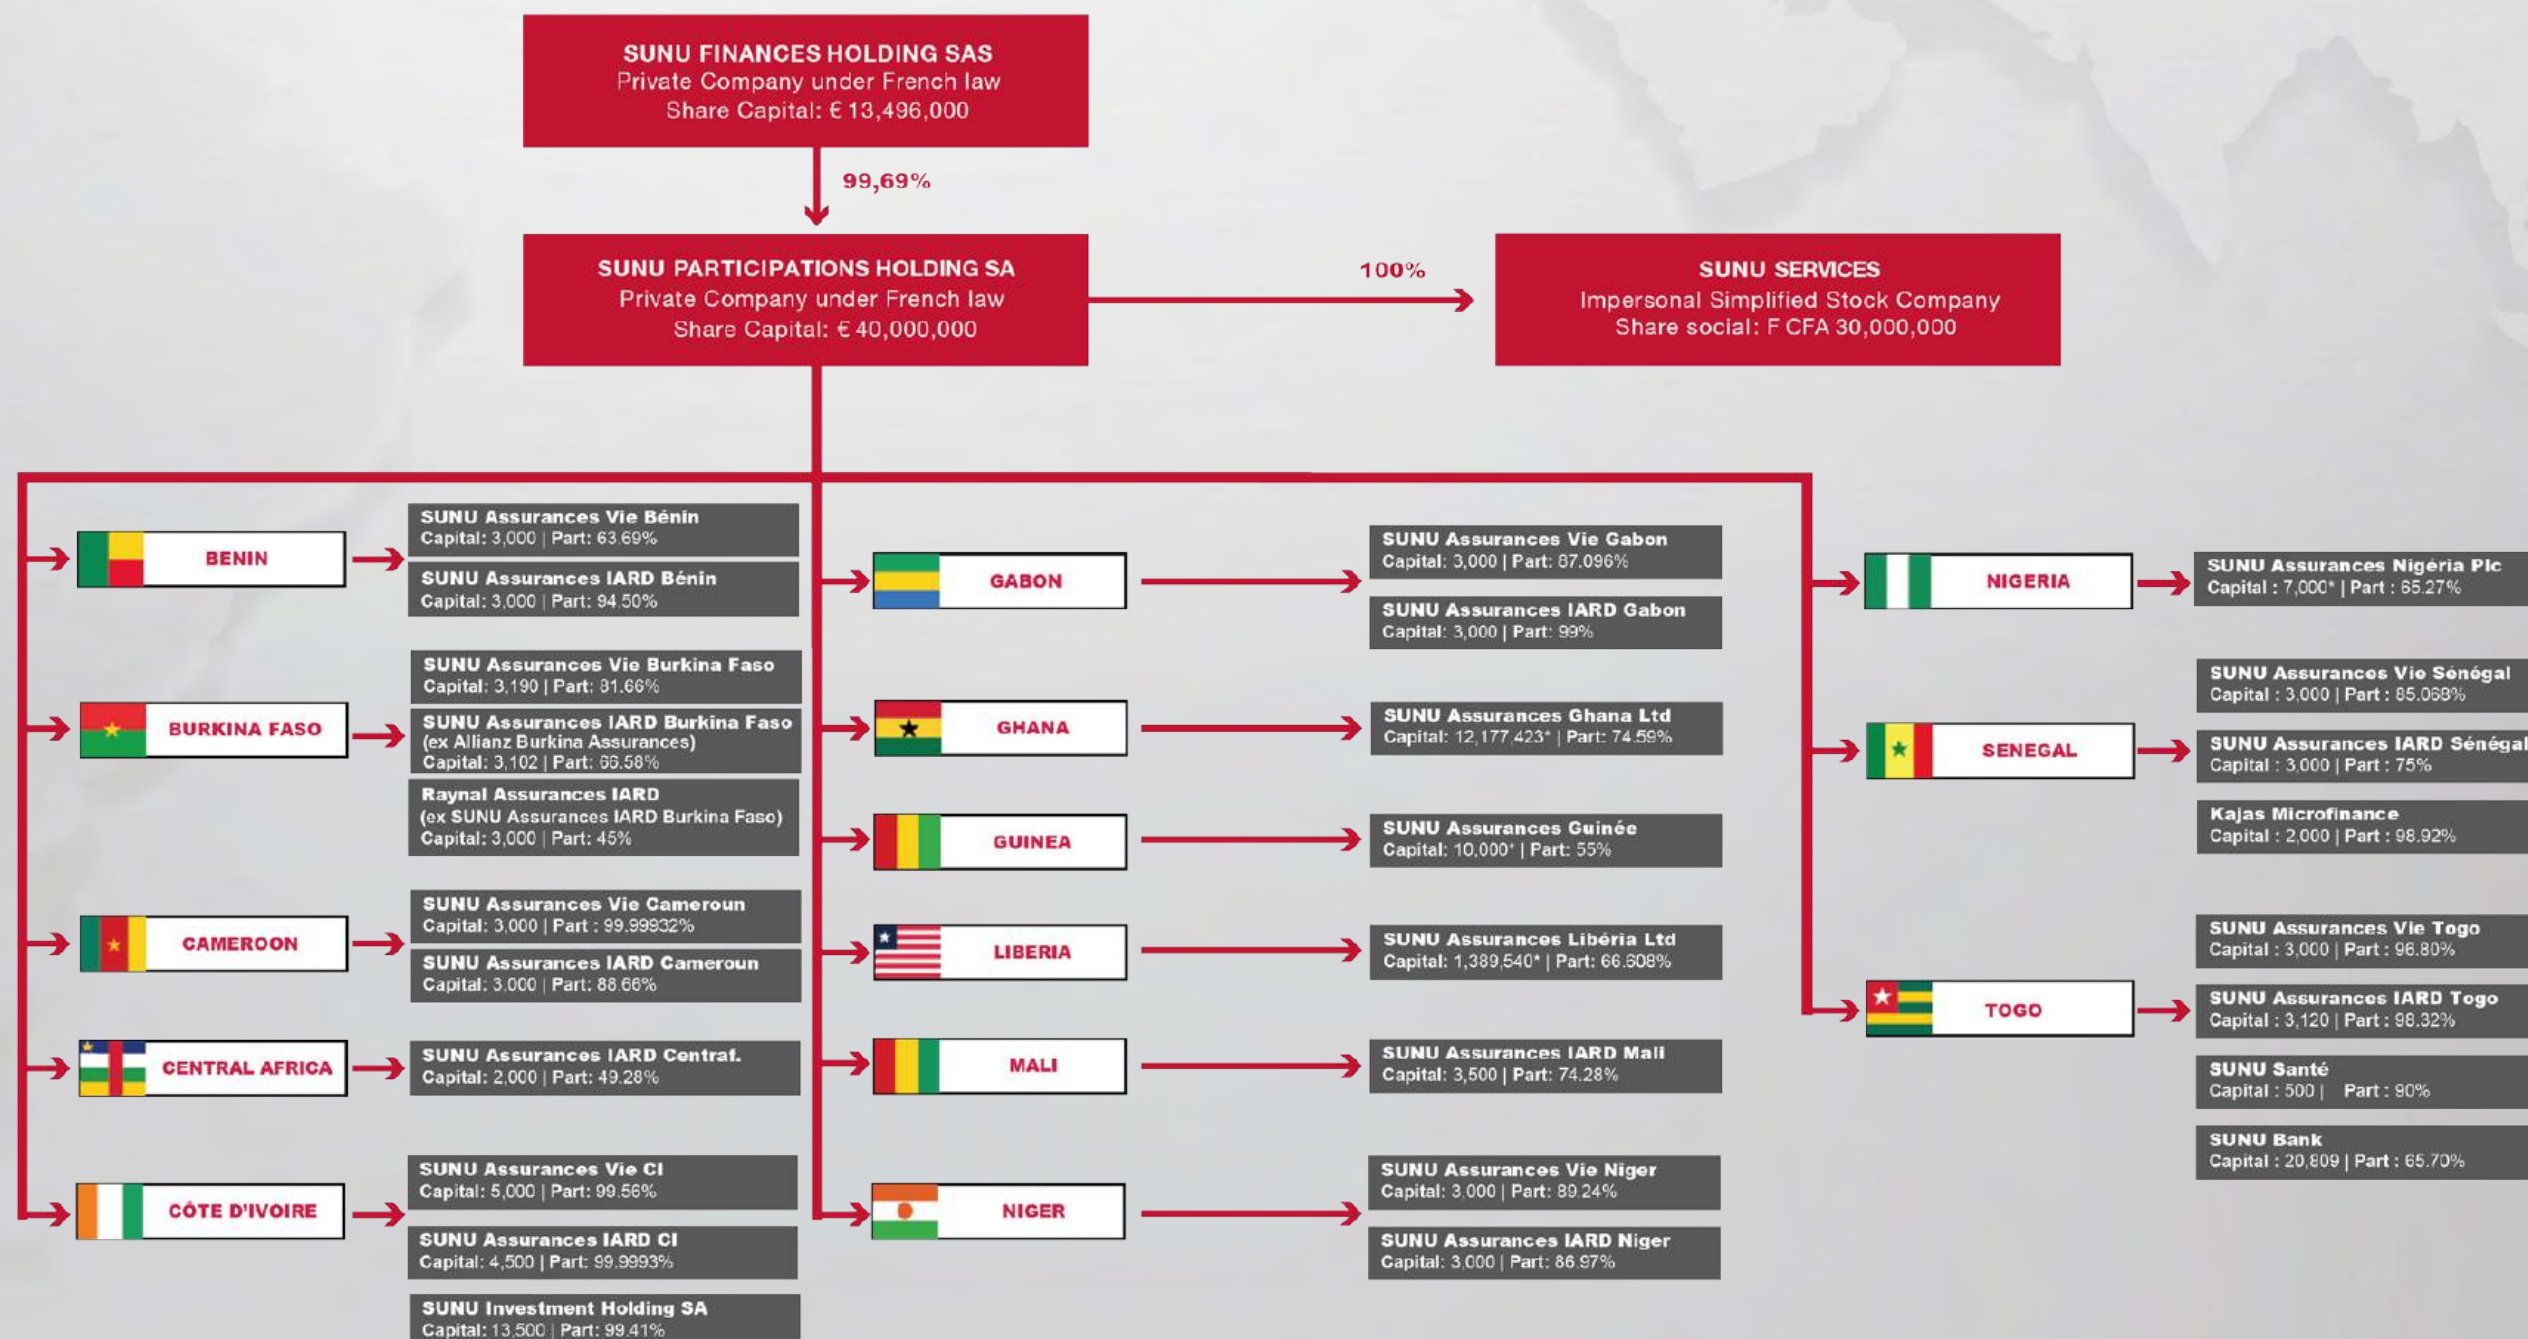 SUNU FINANCES HOLDING SAS
Private Company under French law
Share Capital: € 13,496,000
99,69%
SUNU PARTICIPATIONS HOLDING SA
Private Company under French law
Share Capital: € 40,000,000
100%
SUNU SERVICES
Impersonal Simplified Stock Company
Share social: F CFA 30,000,000
BENIN
SUNU Assurances Vie Bénin
Capital: 3,000 | Part: 63.69%
SUNU Assurances IARD Bénin
Capital: 3,000 | Part: 94.50%
BURKINA FASO
SUNU Assurances Vie Burkina Faso
Capital: 3,190 | Part: 81.66%
SUNU Assurances IARD Burkina Faso
(ex Allianz Burkina Assurances)
Capital: 3,102 | Part: 66.58%
Raynal Assurances IARD
(ex SUNU Assurances IARD Burkina Faso)
Capital: 3,000 | Part: 45%
CAMEROON
SUNU Assurances Vie Cameroun
Capital: 3,000 | Part : 99.99932%
SUNU Assurances IARD Cameroun
Capital: 3,000 | Part: 88.66%
CENTRAL AFRICA
SUNU Assurances IARD Centraf.
Capital: 2,000 | Part: 49.28%
CÔTE D'IVOIRE
SUNU Assurances Vie CI
Capital: 5,000 | Part: 99.56%
SUNU Assurances IARD CI
Capital: 4,500 | Part: 99.9993%
SUNU Investment Holding SA
Capital: 13,500 | Part: 99.41%
GABON
SUNU Assurances Vie Gabon
Capital: 3,000 | Part: 87.096%
SUNU Assurances IARD Gabon
Capital: 3,000 | Part: 99%
GHANA
SUNU Assurances Ghana Ltd
Capital: 12,177,423* | Part: 74.59%
GUINEA
SUNU Assurances Guinée
Capital: 10,000* | Part: 55%
LIBERIA
SUNU Assurances Libéria Ltd
Capital: 1,389,540* | Part: 66.608%
MALI
SUNU Assurances IARD Mali
Capital: 3,500 | Part: 74.28%
NIGER
SUNU Assurances Vie Niger
Capital: 3,000 | Part: 89.24%
SUNU Assurances IARD Niger
Capital: 3,000 | Part: 86.97%
NIGERIA
SUNU Assurances Nigéria Plc
Capital : 7,000* | Part : 65.27%
SENEGAL
SUNU Assurances Vie Sénégal
Capital : 3,000 | Part : 85.068%
SUNU Assurances IARD Sénégal
Capital : 3,000 | Part : 75%
Kajas Microfinance
Capital : 2,000 | Part : 98.92%
TOGO
SUNU Assurances Vie Togo
Capital : 3,000 | Part : 96.80%
SUNU Assurances IARD Togo
Capital : 3,120 | Part : 98.32%
SUNU Santé
Capital : 500 | Part : 90%
SUNU Bank
Capital : 20,809 | Part : 65.70%